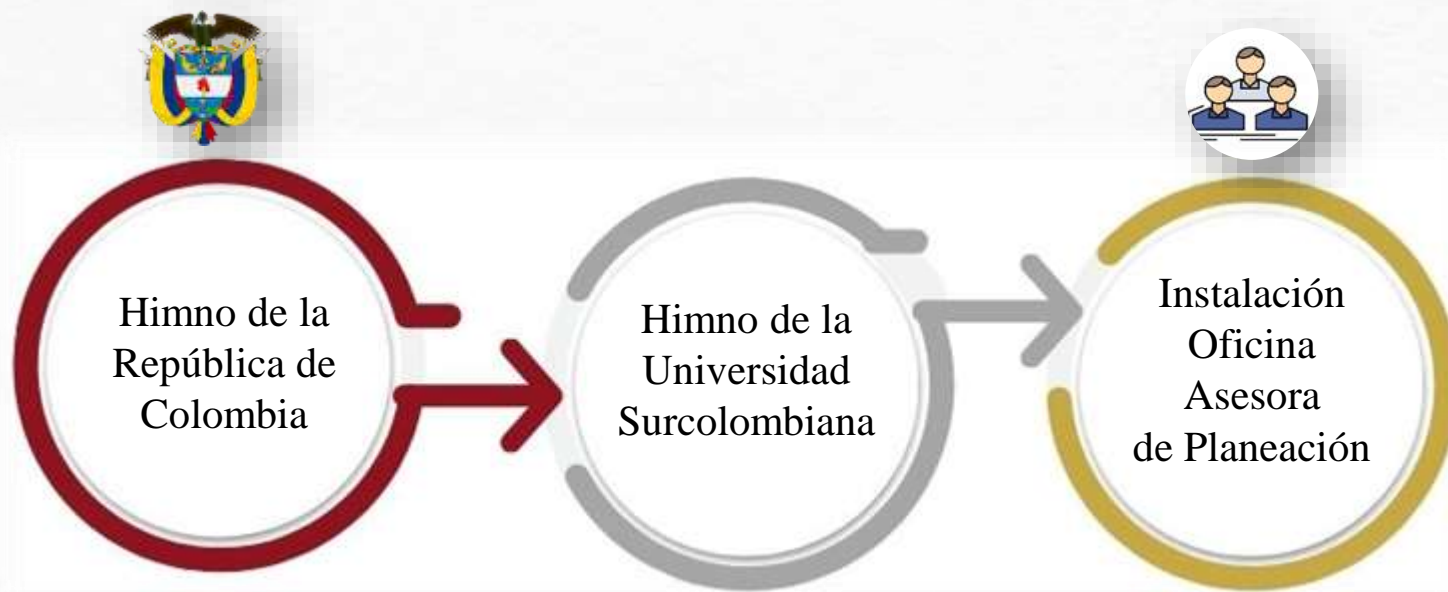 Himno de la
República de
Colombia
Himno de la
Universidad
Surcolombiana
Instalación
Oficina
Asesora
de Planeación